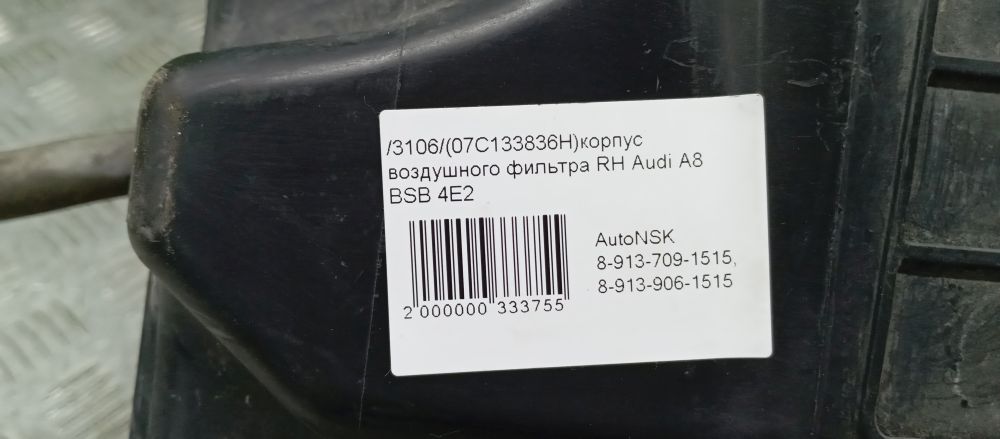 /3106/(07C133836H)корпус
воздушного фильтра RH Audi A8
BSB 4E2
AutoNSK
8-913-709-1515,
8-913-906-1515
2 000000 333755